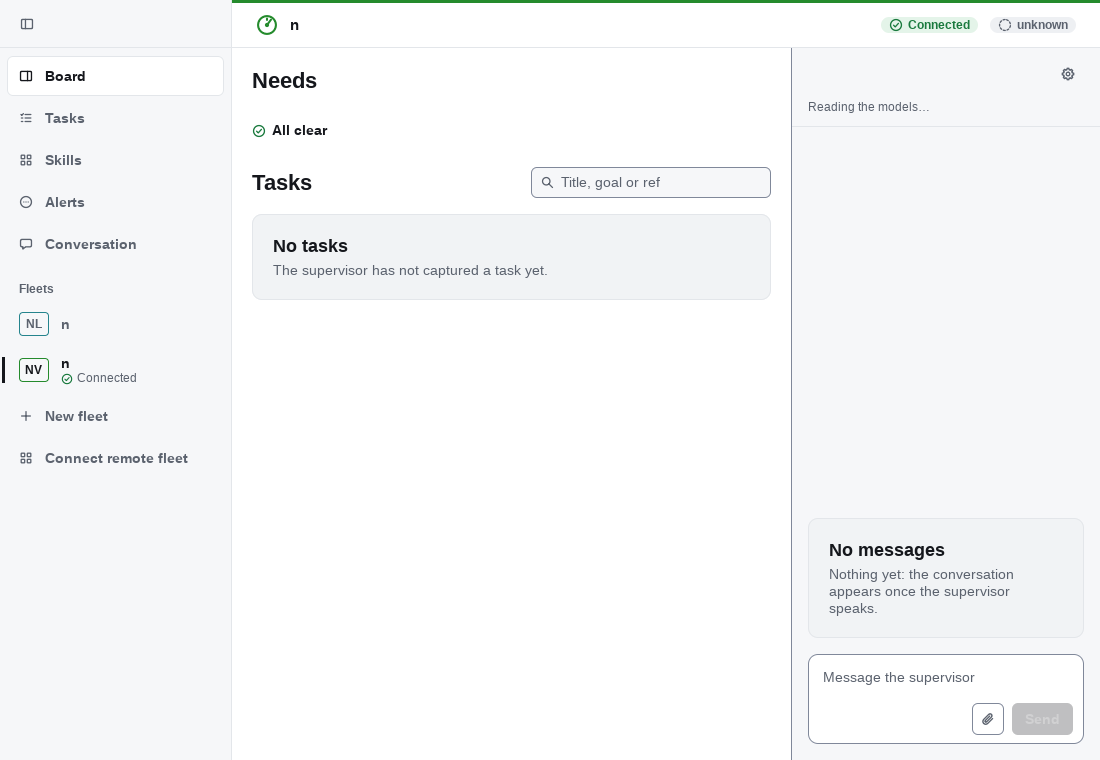 n
Connected
unknown
Board
Tasks
Skills
Alerts
Conversation
Fleets
NL
n
NV
n
Connected
New fleet
Connect remote fleet
Needs
All clear
Tasks
Title, goal or ref
No tasks
The supervisor has not captured a task yet.
Reading the models…
No messages
Nothing yet: the conversation
appears once the supervisor
speaks.
Message the supervisor
Send